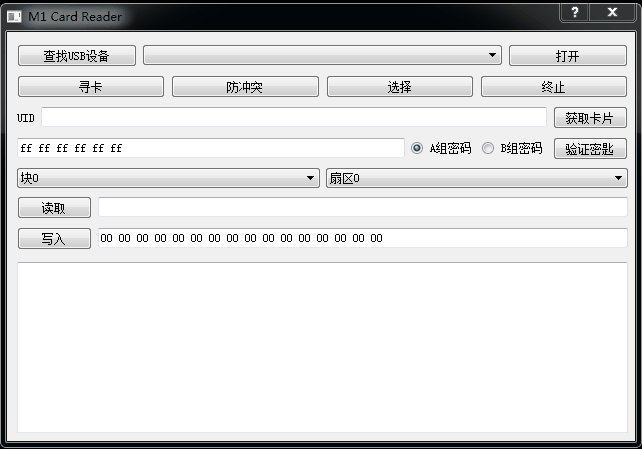 M1 Card Reader
查找USB设备 打开
寻卡 防冲突 选择 终止
UID 获取卡片
ff ff ff ff ff ff A组密码 B组密码 验证密匙
块0 扇区0
读取
写入 00 00 00 00 00 00 00 00 00 00 00 00 00 00 00 00